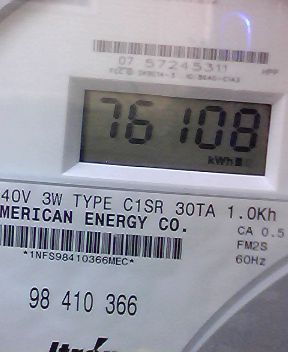 07 57245311
76108
kWh
40V 3W TYPE C1SR 30TA 1.0Kh
MERICAN ENERGY CO.
CA 0.5
FM2S
60Hz
*1NFS98410366MEC*
98 410 366
Itron